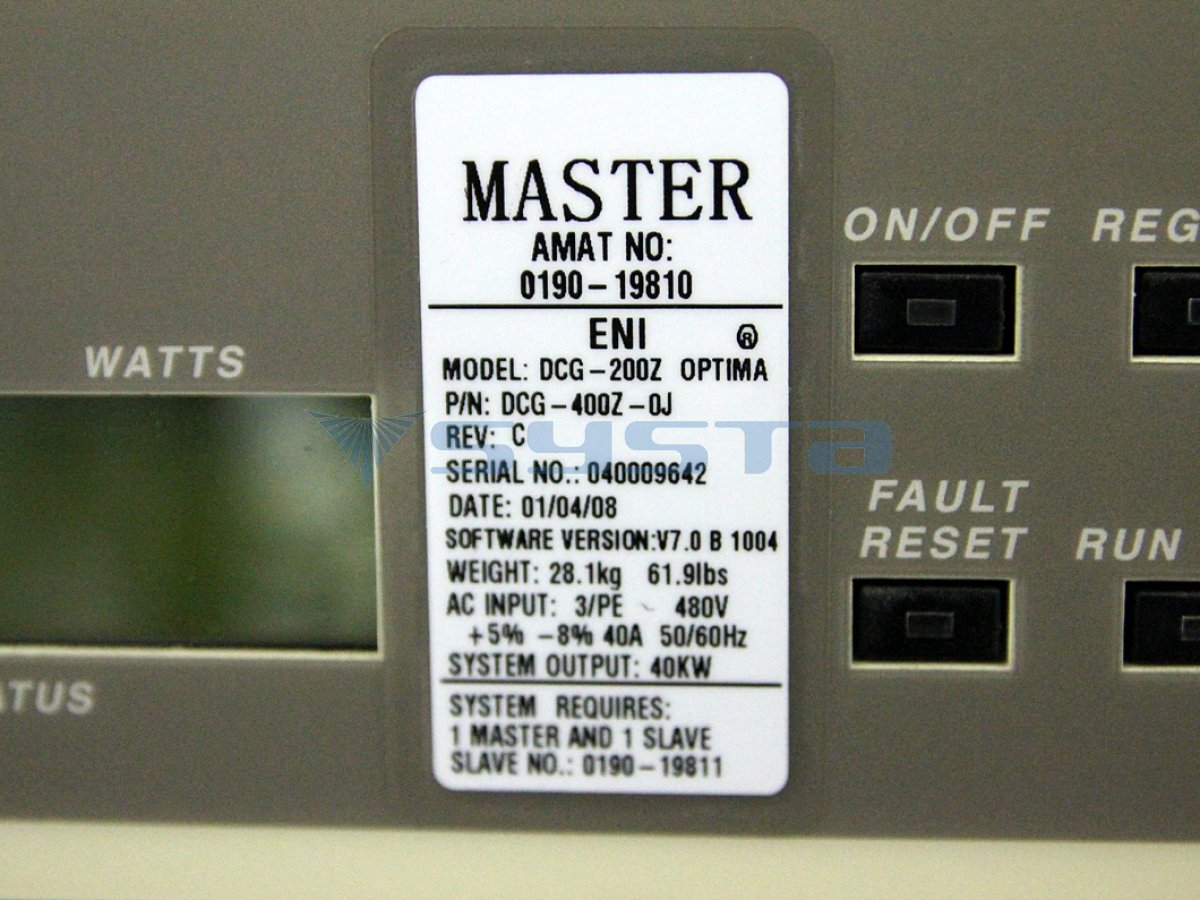 MASTER
AMAT NO:
0190-19810
ENI ®
MODEL: DCG-200Z OPTIMA
P/N: DCG-400Z-0J
REV: C
SERIAL NO.: 040009642
DATE: 01/04/08
SOFTWARE VERSION:V7.0 B 1004
WEIGHT: 28.1kg 61.9lbs
AC INPUT: 3/PE ~ 480V
+5% -8% 40A 50/60Hz
SYSTEM OUTPUT: 40KW
SYSTEM REQUIRES:
1 MASTER AND 1 SLAVE
SLAVE NO.: 0190-19811
WATTS
ATUS
ON/OFF REG
FAULT
RESET RUN
systa